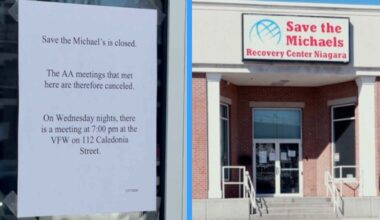 Save the Michael's is closed.
The AA meetings that met
here are therefore canceled.
On Wednesday nights, there
is a meeting at 7:00 pm at the
VFW on 112 Caledonia
Street.
Save the
Michaels
Recovery Center Niagara